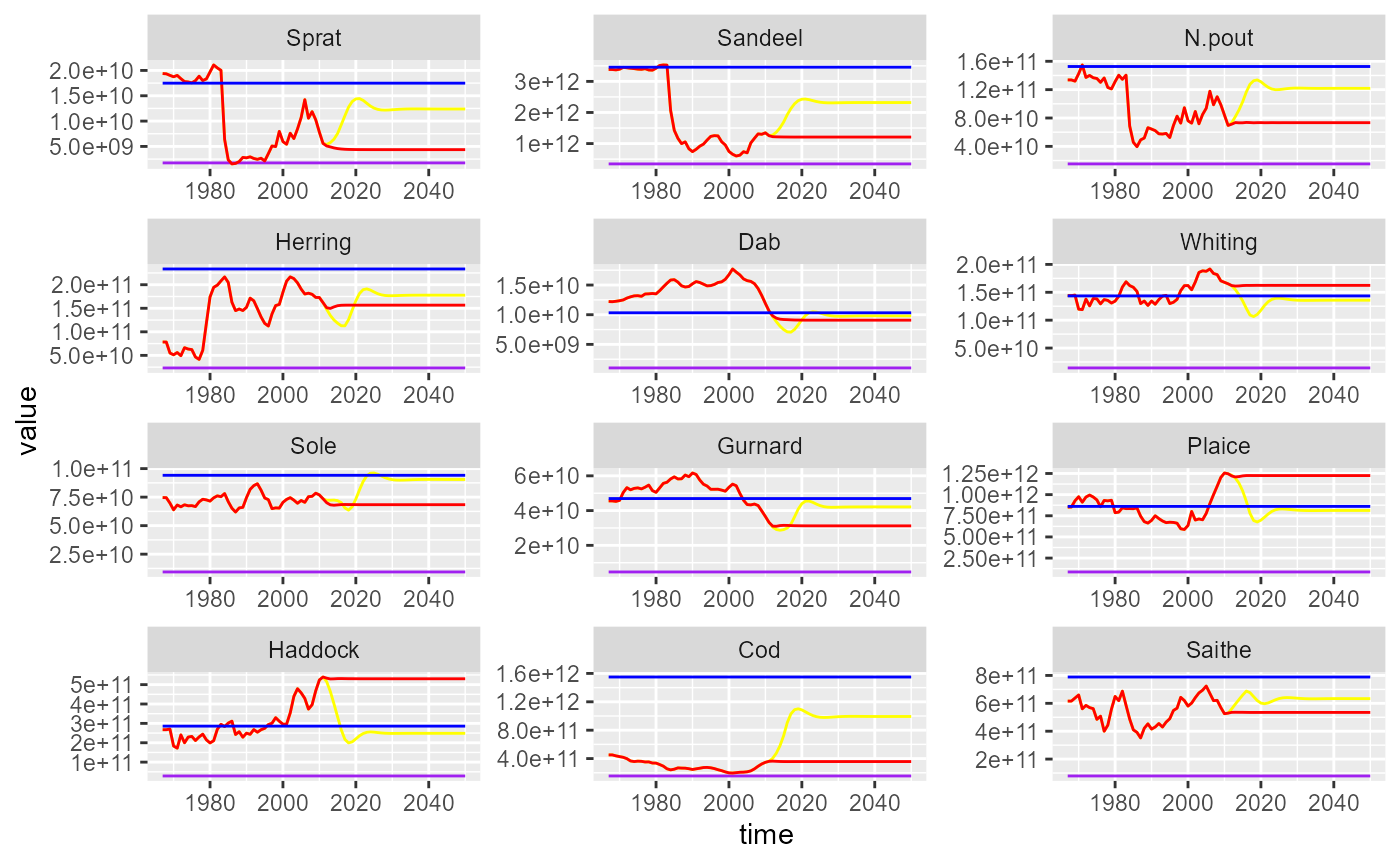 Sprat
2.0e+10
1.5e+10
1.0e+10
5.0e+09
1980 2000 2020 2040
Sandeel
3e+12
2e+12
1e+12
1980 2000 2020 2040
N.pout
1.6e+11
1.2e+11
8.0e+10
4.0e+10
1980 2000 2020 2040
Herring
2.0e+11
1.5e+11
1.0e+11
5.0e+10
1980 2000 2020 2040
Dab
1.5e+10
1.0e+10
5.0e+09
1980 2000 2020 2040
Whiting
2.0e+11
1.5e+11
1.0e+11
5.0e+10
1980 2000 2020 2040
value
Sole
1.0e+11
7.5e+10
5.0e+10
2.5e+10
1980 2000 2020 2040
Gurnard
6e+10
4e+10
2e+10
1980 2000 2020 2040
Plaice
1.25e+12
1.00e+12
7.50e+11
5.00e+11
2.50e+11
1980 2000 2020 2040
Haddock
5e+11
4e+11
3e+11
2e+11
1e+11
1980 2000 2020 2040
Cod
1.6e+12
1.2e+12
8.0e+11
4.0e+11
1980 2000 2020 2040
Saithe
8e+11
6e+11
4e+11
2e+11
1980 2000 2020 2040
time